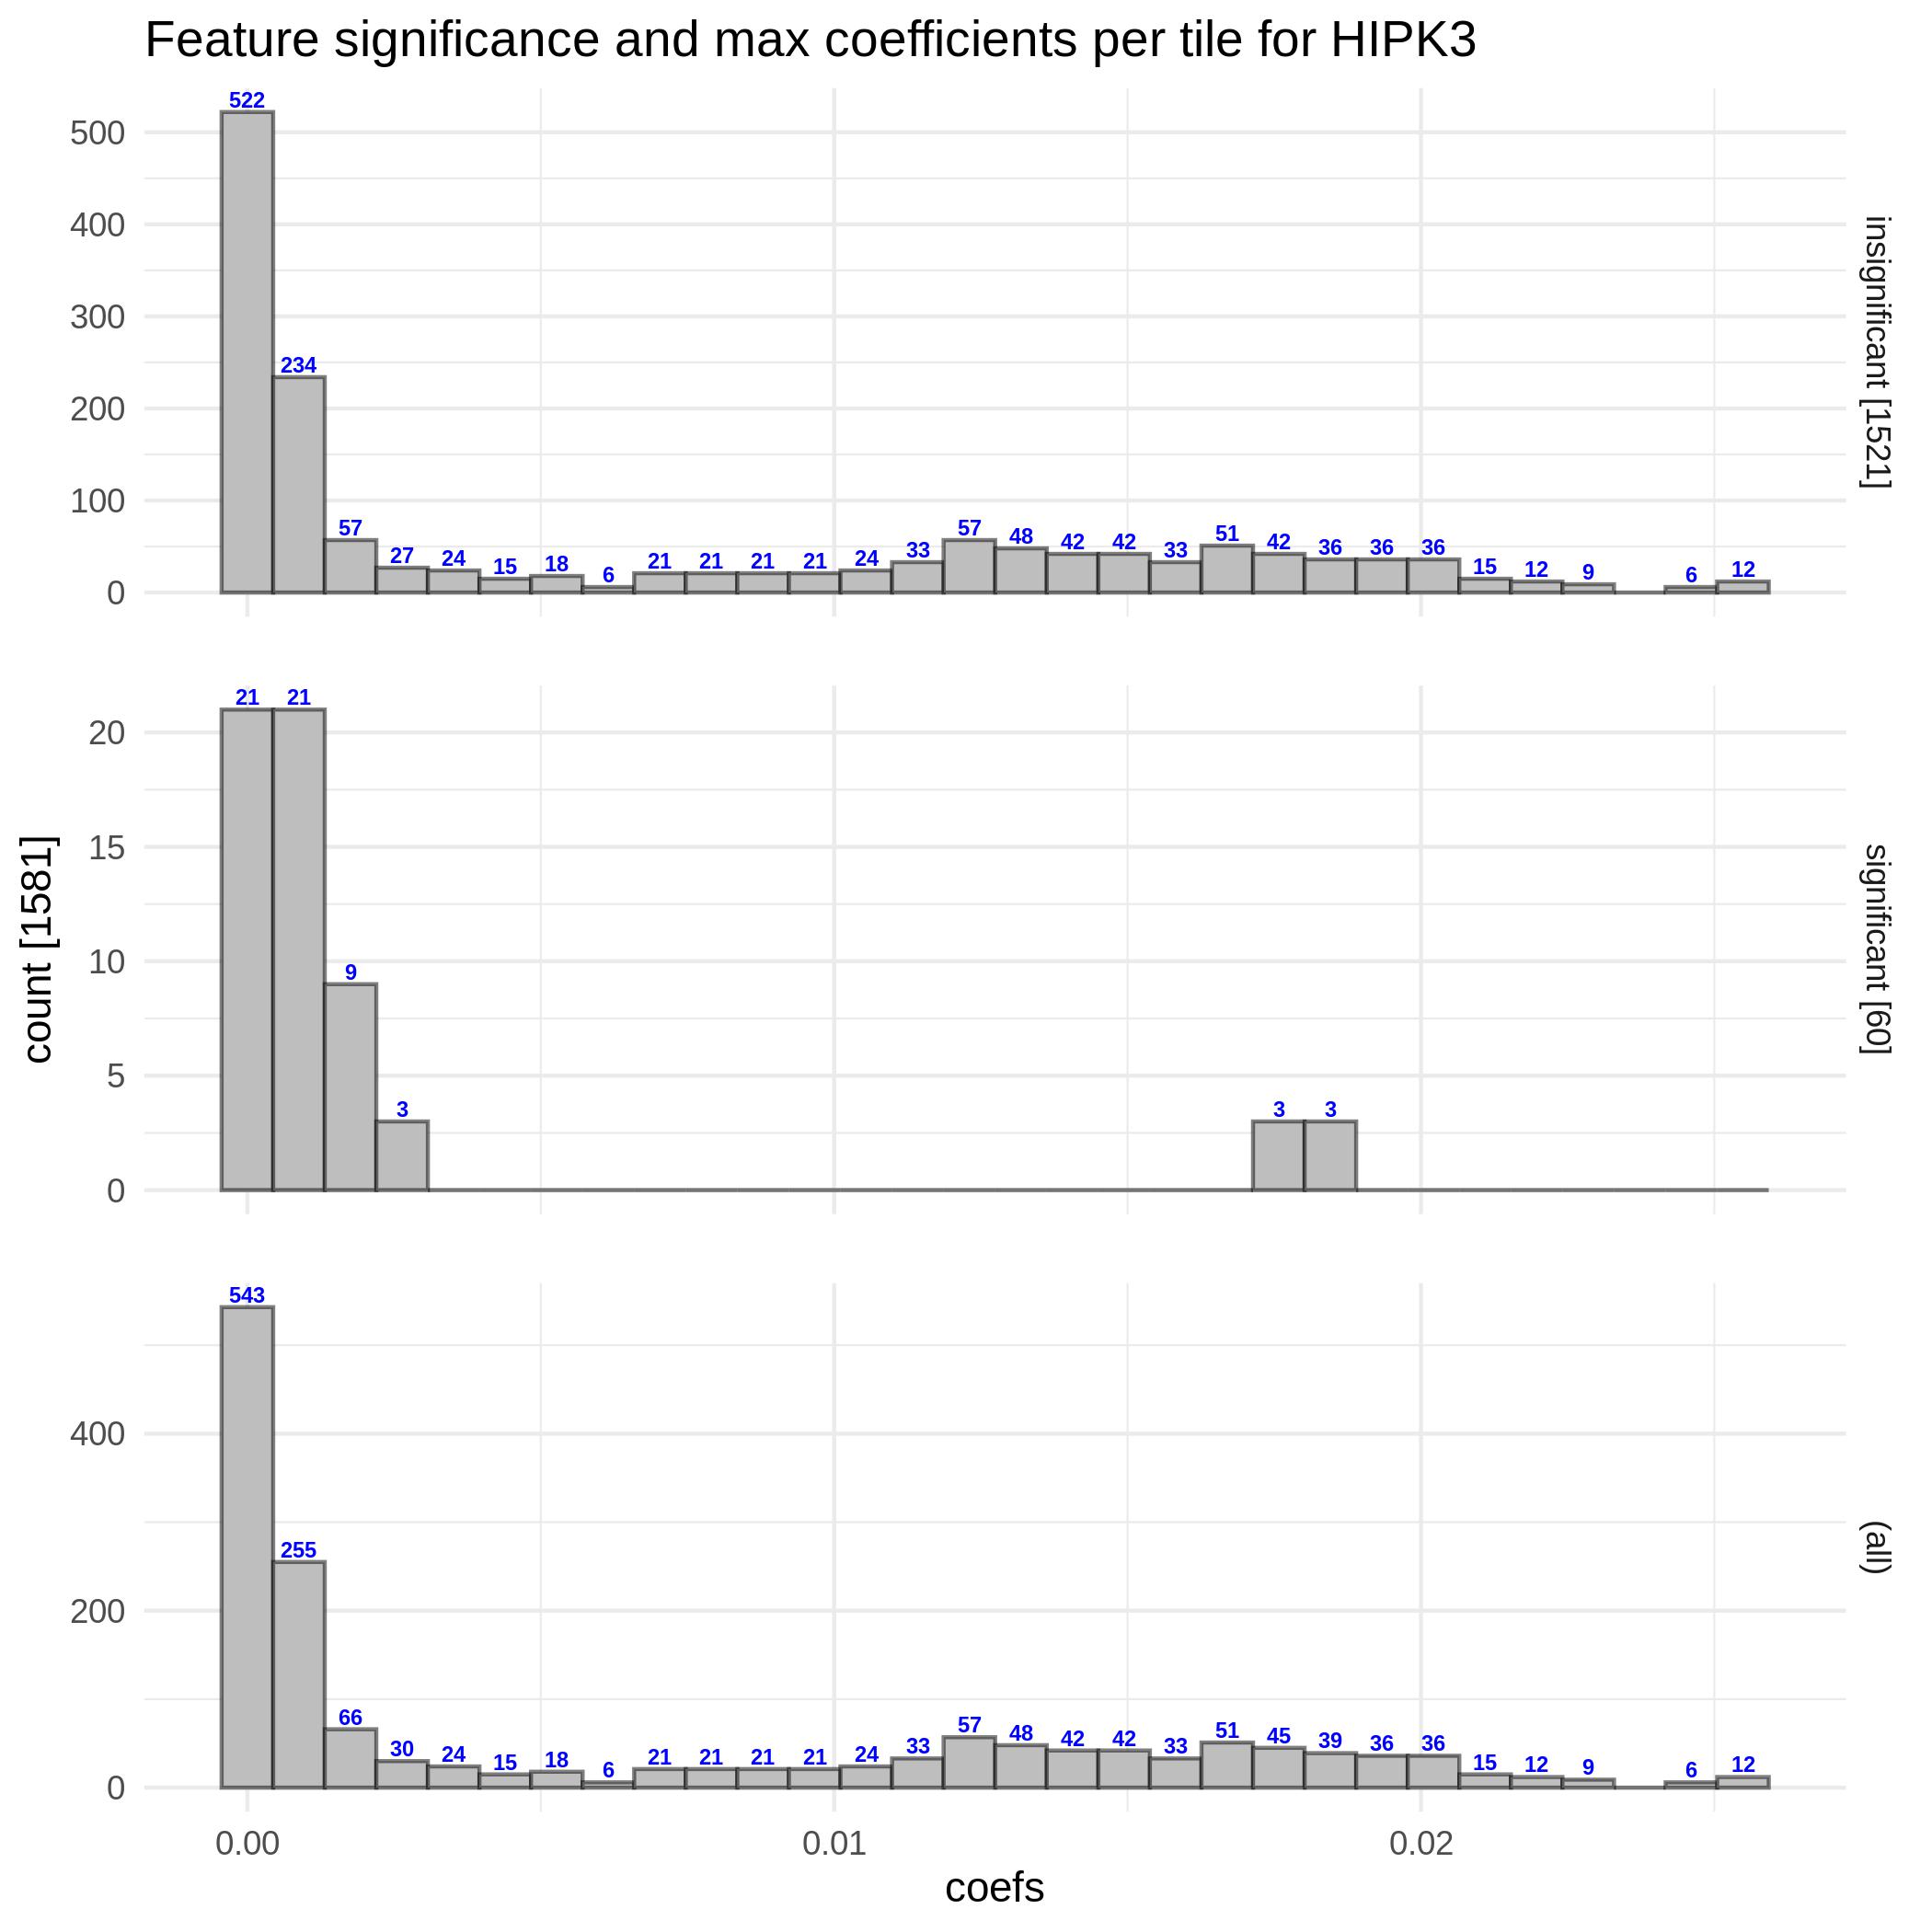 Feature significance and max coefficients per tile for HIPK3
522
500
400
300
234
200
100
57 27 24 15 18 6 21 21 21 21 24 33 57 48 42 42 33 51 42 36 36 36 15 12 9 6 12
0
insignificant [1521]
21 21
20
15
10
9
5
3 3 3
0
significant [60]
count [1581]
543
400
255
200
66 30 24 15 18 6 21 21 21 21 24 33 57 48 42 42 33 51 45 39 36 36 15 12 9 6 12
0
(all)
0.00 0.01 0.02
coefs